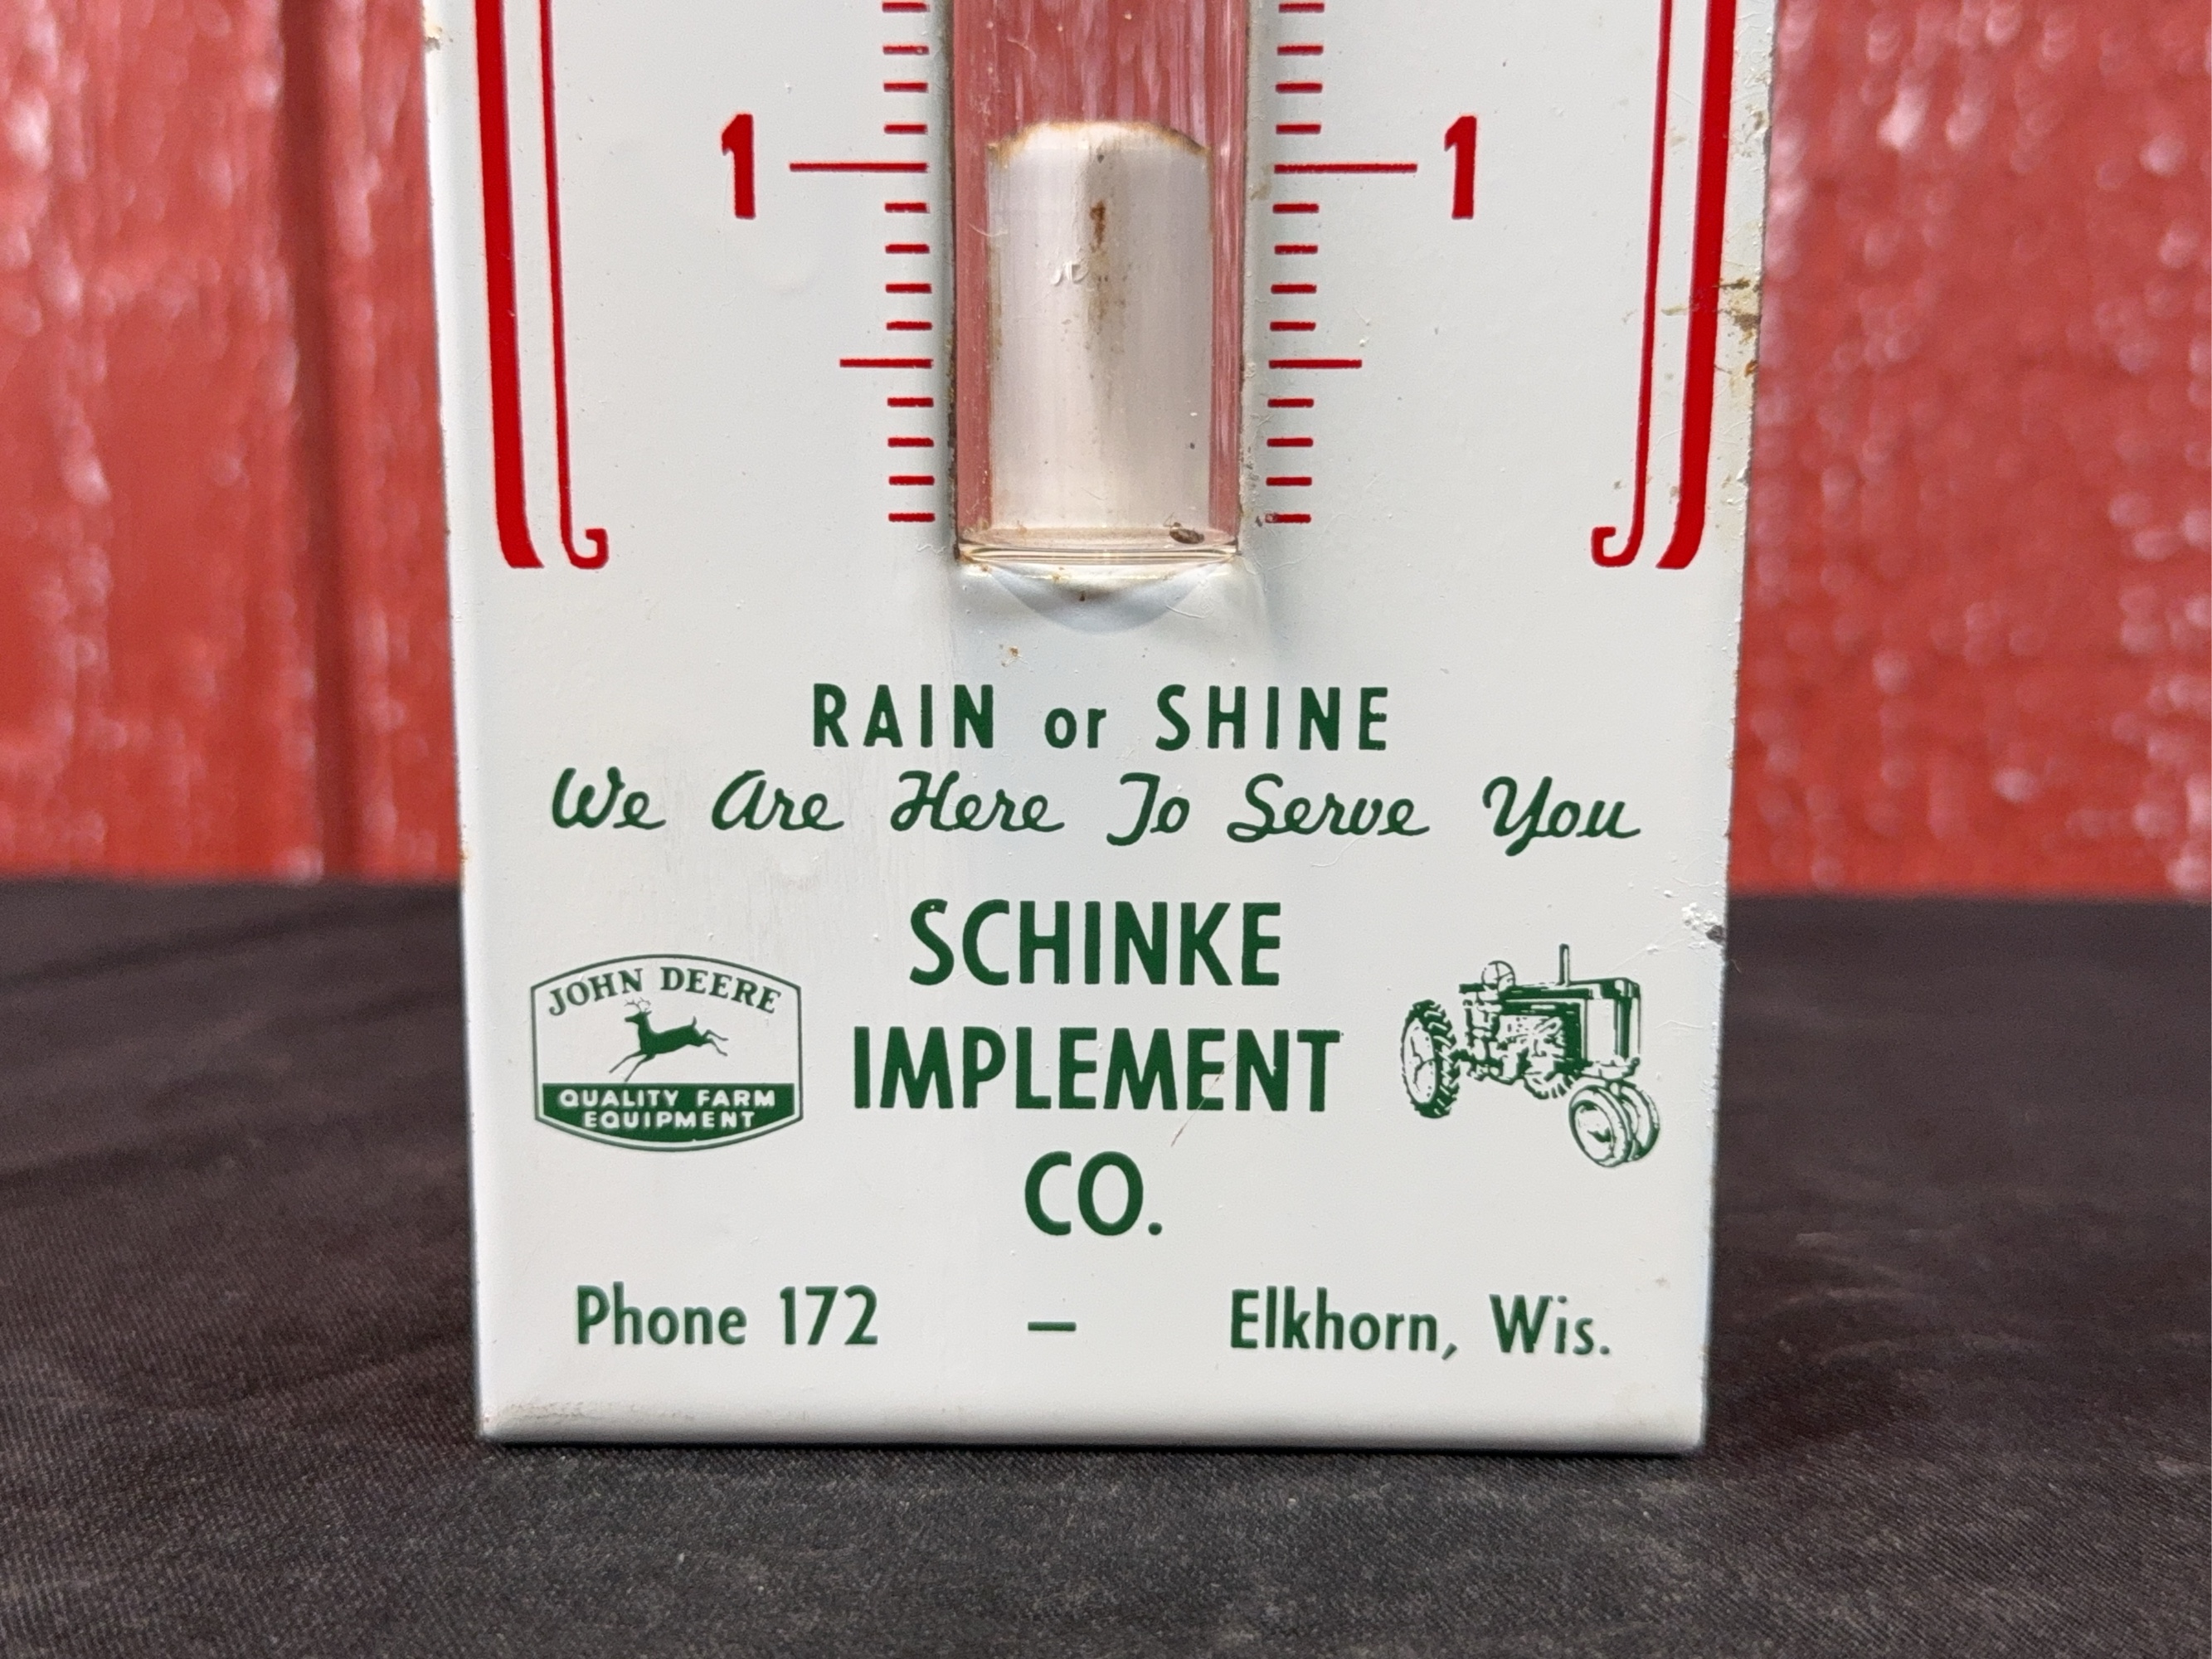 1 1
RAIN or SHINE
We Are Here To Serve You
SCHINKE
IMPLEMENT
CO.
JOHN DEERE
QUALITY FARM
EQUIPMENT
Phone 172 — Elkhorn, Wis.